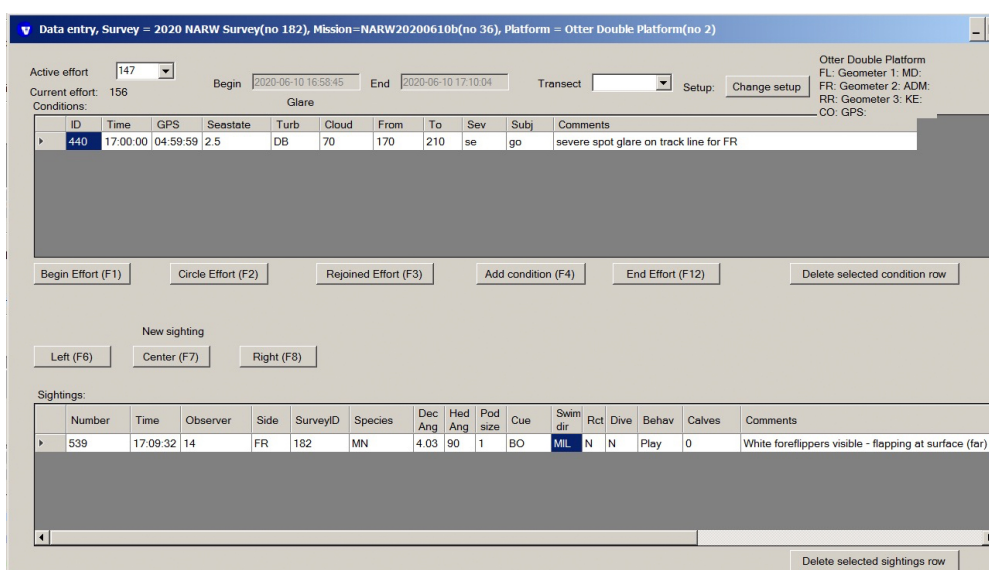 Data entry, Survey = 2020 NARW Survey(no 182), Mission=NARW20200610b(no 36), Platform = Otter Double Platform(no 2)
Active effort 147 Begin 2020-06-10 16:58:45 End 2020-06-10 17:10:04 Transect Setup: Change setup
Otter Double Platform
FL: Geometer 1: MD:
FR: Geometer 2: ADM:
RR: Geometer 3: KE:
CO: GPS:
Current effort: 156
Conditions: Glare
ID Time GPS Seastate Turb Cloud From To Sev Subj Comments
440 17:00:00 04:59:59 2.5 DB 70 170 210 se go severe spot glare on track line for FR
Begin Effort (F1) Circle Effort (F2) Rejoined Effort (F3) Add condition (F4) End Effort (F12) Delete selected condition row
New sighting
Left (F6) Center (F7) Right (F8)
Sightings:
Number Time Observer Side SurveyID Species Dec Ang Hed Ang Pod size Cue Swim dir Rct Dive Behav Calves Comments
539 17:09:32 14 FR 182 MN 4.03 90 1 BO MIL N N Play 0 White foreflippers visible - flapping at surface (far)
Delete selected sightings row